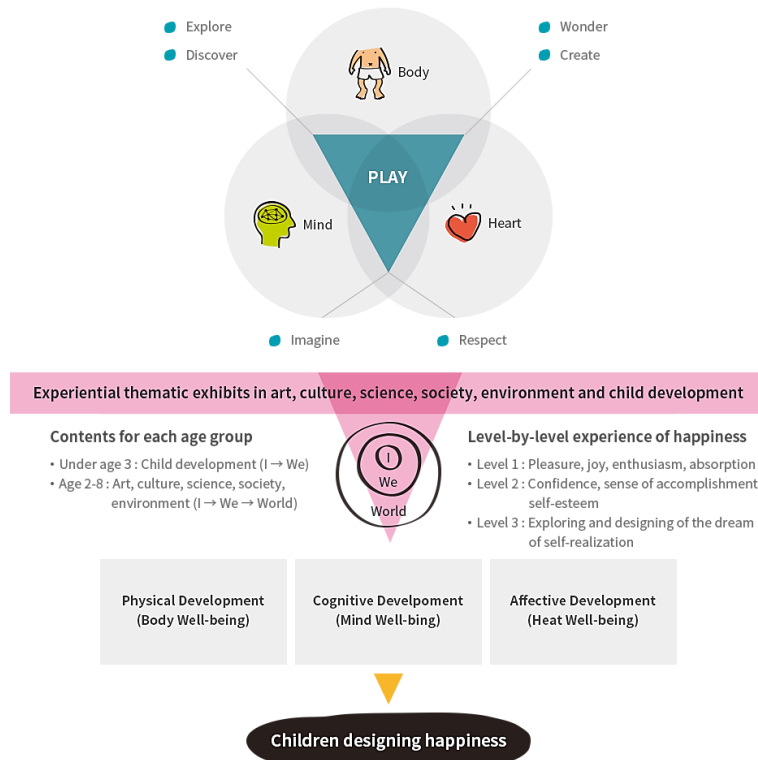 Explore
Discover
Wonder
Create
Body
PLAY
Mind
Heart
Imagine
Respect
Experiential thematic exhibits in art, culture, science, society, environment and child development
Contents for each age group
• Under age 3 : Child development (I → We)
• Age 2-8 : Art, culture, science, society,
environment (I → We → World)
I
We
World
Level-by-level experience of happiness
• Level 1 : Pleasure, joy, enthusiasm, absorption
• Level 2 : Confidence, sense of accomplishment
self-esteem
• Level 3 : Exploring and designing of the dream
of self-realization
Physical Development
(Body Well-being)
Cognitive Develpoment
(Mind Well-bing)
Affective Development
(Heat Well-being)
Children designing happiness